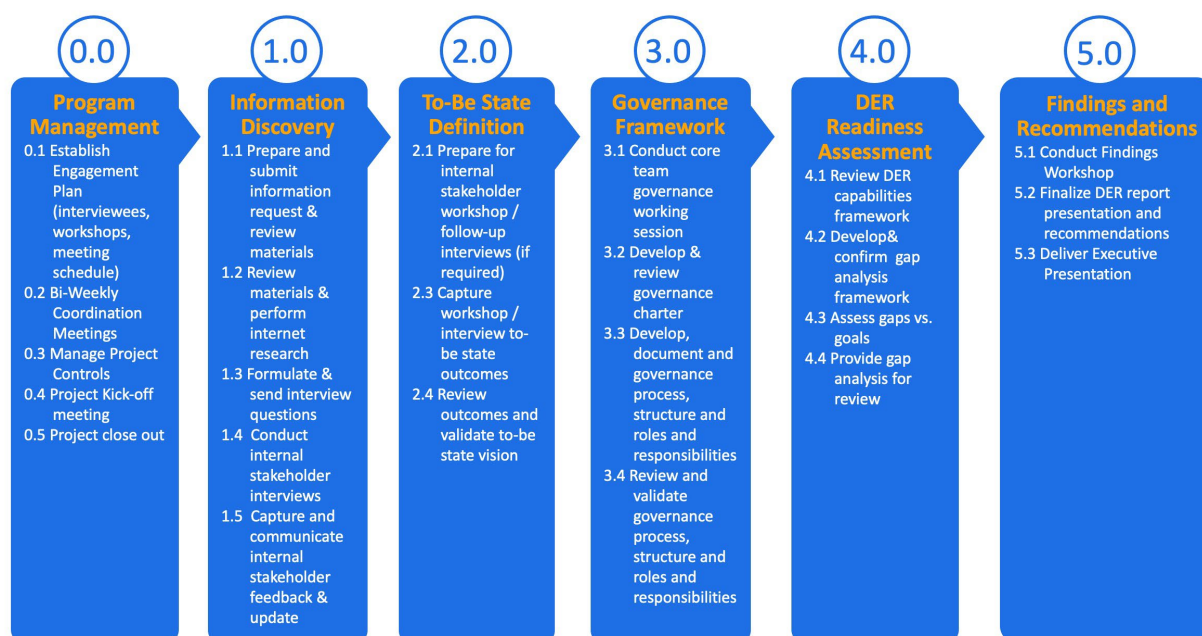 0.0
Program
Management
0.1 Establish
Engagement
Plan
(interviewees,
workshops,
meeting
schedule)
0.2 Bi-Weekly
Coordination
Meetings
0.3 Manage Project
Controls
0.4 Project Kick-off
meeting
0.5 Project close out
1.0
Information
Discovery
1.1 Prepare and
submit
information
request &
review
materials
1.2 Review
materials &
perform
internet
research
1.3 Formulate &
send interview
questions
1.4 Conduct
internal
stakeholder
interviews
1.5 Capture and
communicate
internal
stakeholder
feedback &
update
2.0
To-Be State
Definition
2.1 Prepare for
internal
stakeholder
workshop /
follow-up
interviews (if
required)
2.3 Capture
workshop /
interview to-
be state
outcomes
2.4 Review
outcomes and
validate to-be
state vision
3.0
Governance
Framework
3.1 Conduct core
team
governance
working
session
3.2 Develop &
review
governance
charter
3.3 Develop,
document and
governance
process,
structure and
roles and
responsibilities
3.4 Review and
validate
governance
process,
structure and
roles and
responsibilities
4.0
DER
Readiness
Assessment
4.1 Review DER
capabilities
framework
4.2 Develop&
confirm gap
analysis
framework
4.3 Assess gaps vs.
goals
4.4 Provide gap
analysis for
review
5.0
Findings and
Recommendations
5.1 Conduct Findings
Workshop
5.2 Finalize DER report
presentation and
recommendations
5.3 Deliver Executive
Presentation